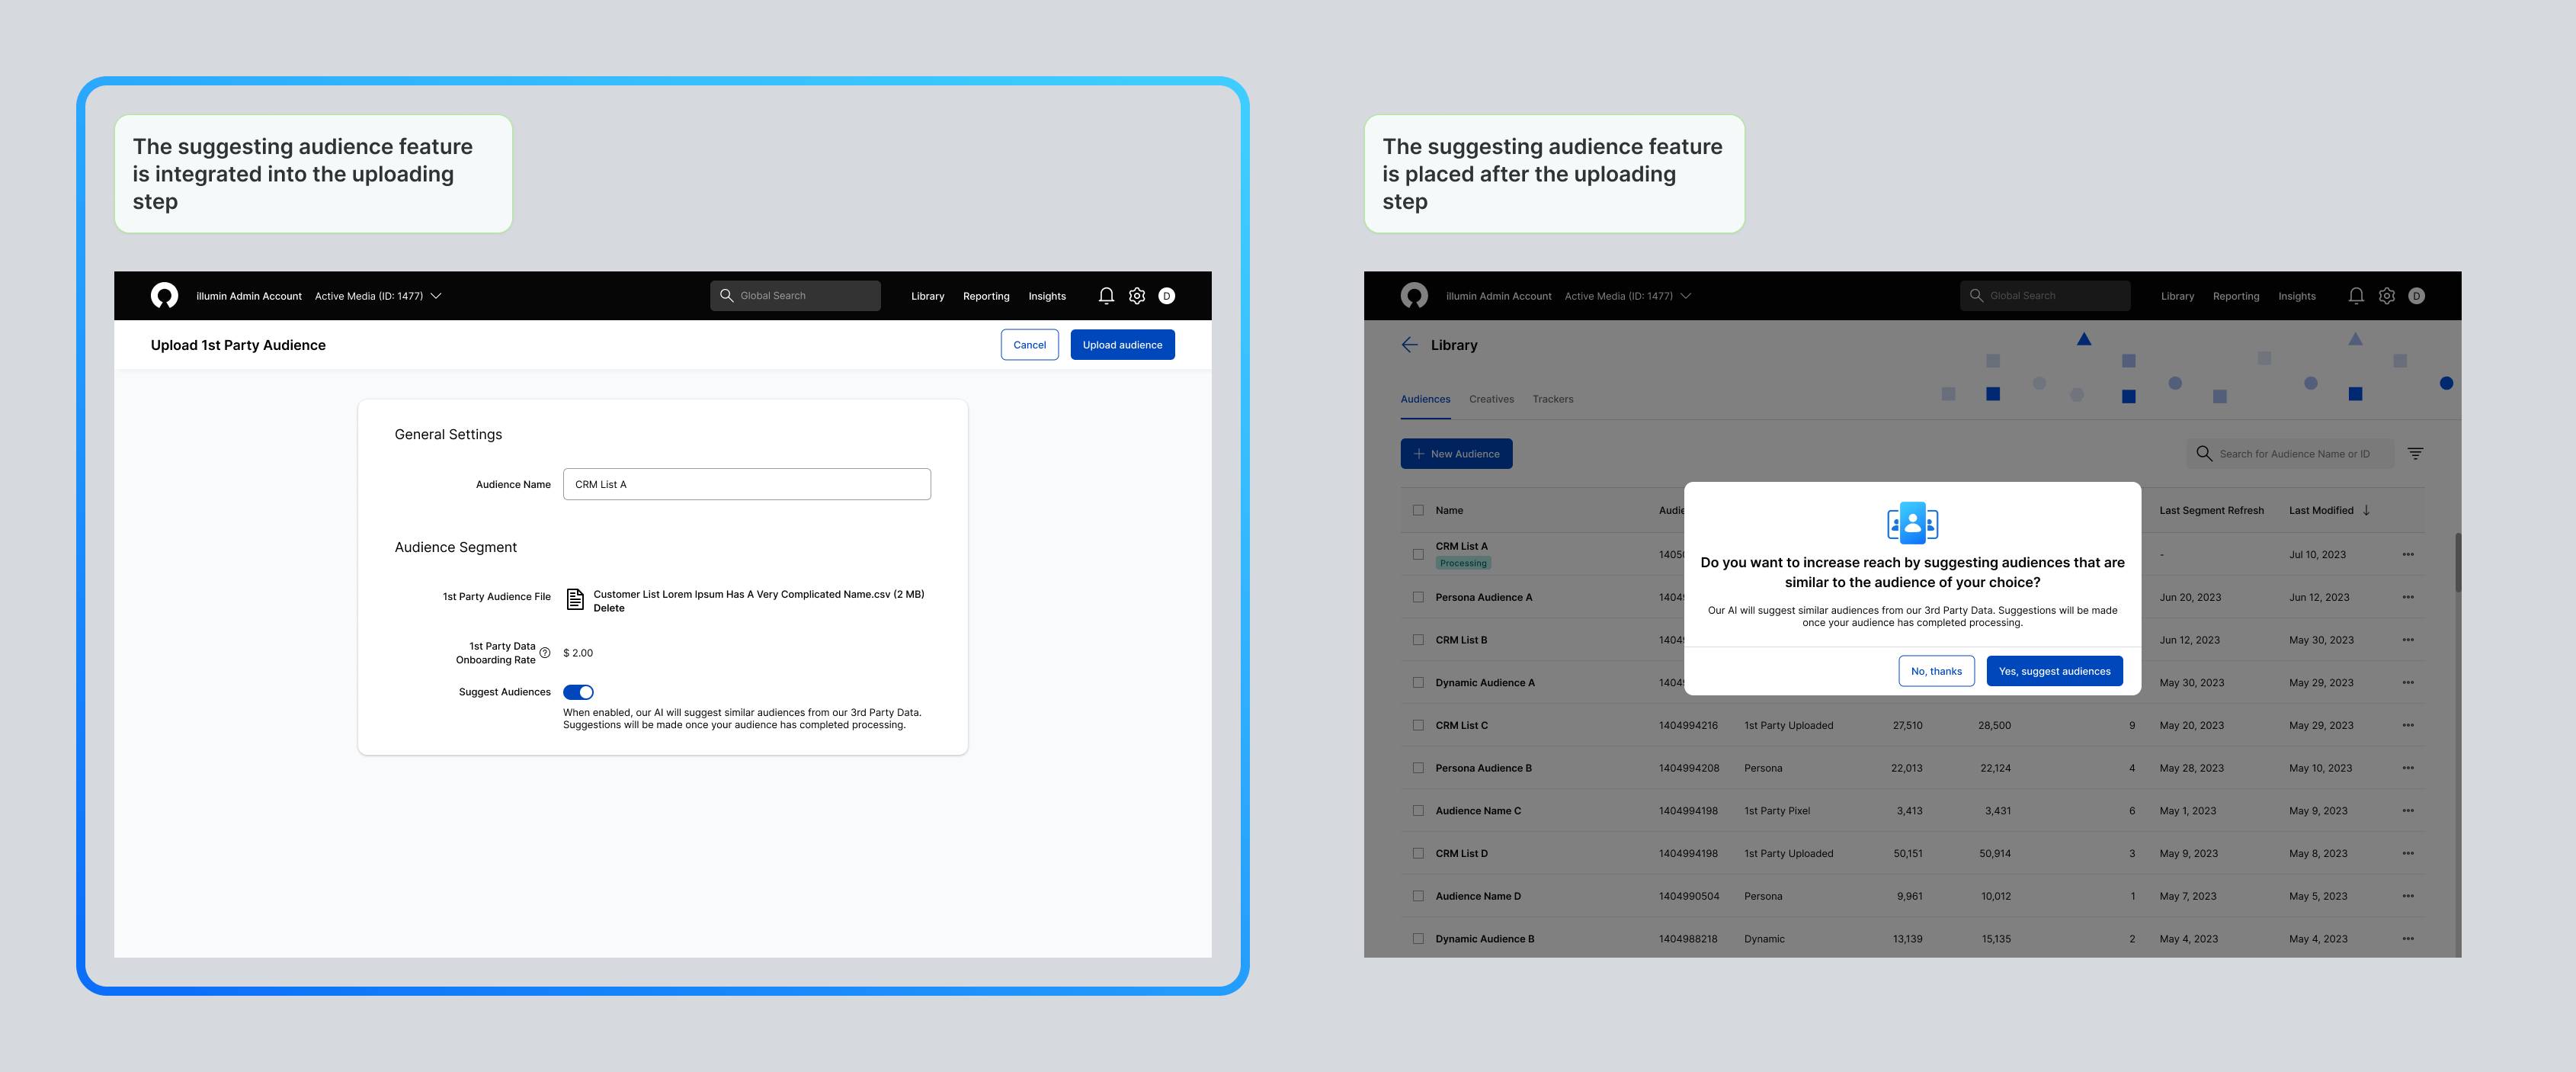 The suggesting audience feature
is integrated into the uploading
step
illumin Admin Account Active Media (ID: 1477) Global Search Library Reporting Insights D
Upload 1st Party Audience Cancel Upload audience
General Settings
Audience Name CRM List A
Audience Segment
1st Party Audience File Customer List Lorem Ipsum Has A Very Complicated Name.csv (2 MB)
Delete
1st Party Data
Onboarding Rate ? $ 2.00
Suggest Audiences
When enabled, our AI will suggest similar audiences from our 3rd Party Data.
Suggestions will be made once your audience has completed processing.
The suggesting audience feature
is placed after the uploading
step
illumin Admin Account Active Media (ID: 1477) Global Search Library Reporting Insights D
Library
Audiences Creatives Trackers
+ New Audience Search for Audience Name or ID
Name Audie Last Segment Refresh Last Modified
CRM List A 1405 - Jul 10, 2023
Processing
Persona Audience A 1404 Jun 20, 2023 Jun 12, 2023
CRM List B 1404 Jun 12, 2023 May 30, 2023
Dynamic Audience A 1404 May 30, 2023 May 29, 2023
Do you want to increase reach by suggesting audiences that are
similar to the audience of your choice?
Our AI will suggest similar audiences from our 3rd Party Data. Suggestions will be made
once your audience has completed processing.
No, thanks Yes, suggest audiences
CRM List C 1404994216 1st Party Uploaded 27,510 28,500 9 May 20, 2023 May 29, 2023
Persona Audience B 1404994208 Persona 22,013 22,124 4 May 28, 2023 May 10, 2023
Audience Name C 1404994198 1st Party Pixel 3,413 3,431 6 May 1, 2023 May 9, 2023
CRM List D 1404994198 1st Party Uploaded 50,151 50,914 3 May 9, 2023 May 8, 2023
Audience Name D 1404990504 Persona 9,961 10,012 1 May 7, 2023 May 5, 2023
Dynamic Audience B 1404988218 Dynamic 13,139 15,135 2 May 4, 2023 May 4, 2023